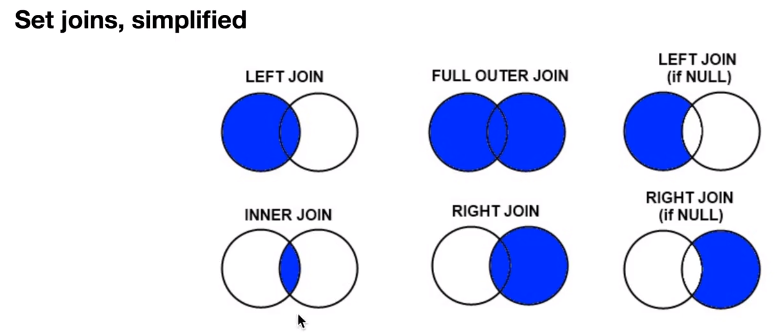 Set joins, simplified
LEFT JOIN
FULL OUTER JOIN
LEFT JOIN
(if NULL)
INNER JOIN
RIGHT JOIN
RIGHT JOIN
(if NULL)